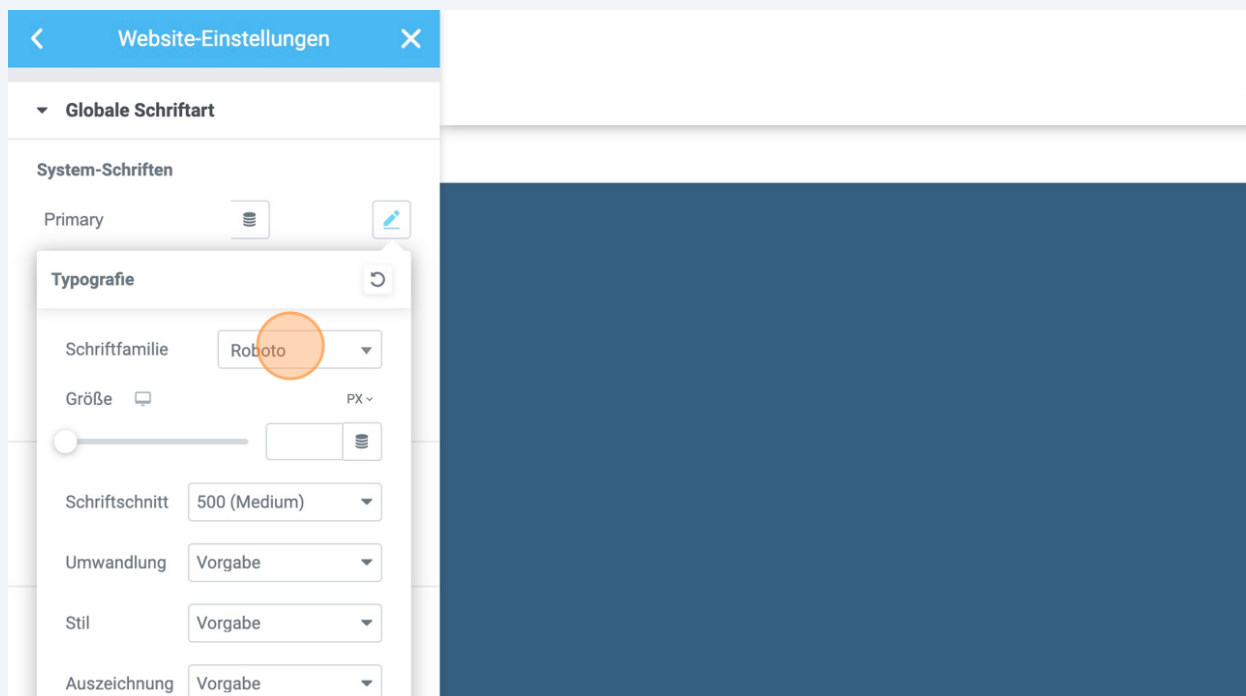 Website-Einstellungen
Globale Schriftart
System-Schriften
Primary
Typografie
Schriftfamilie Roboto
Größe PX
Schriftschnitt 500 (Medium)
Umwandlung Vorgabe
Stil Vorgabe
Auszeichnung Vorgabe